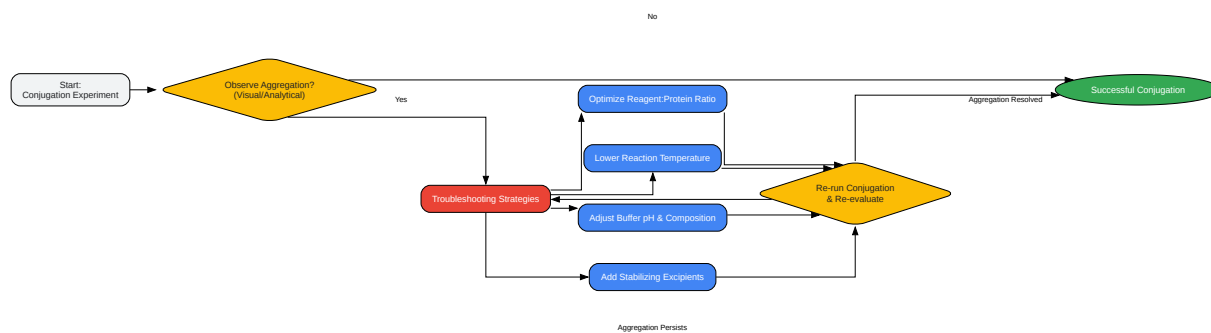 No
Start:
Conjugation Experiment
Observe Aggregation?
(Visual/Analytical)
Yes
Optimize Reagent:Protein Ratio
Aggregation Resolved
Successful Conjugation
Lower Reaction Temperature
Troubleshooting Strategies
Re-run Conjugation
& Re-evaluate
Adjust Buffer pH & Composition
Add Stabilizing Excipients
Aggregation Persists